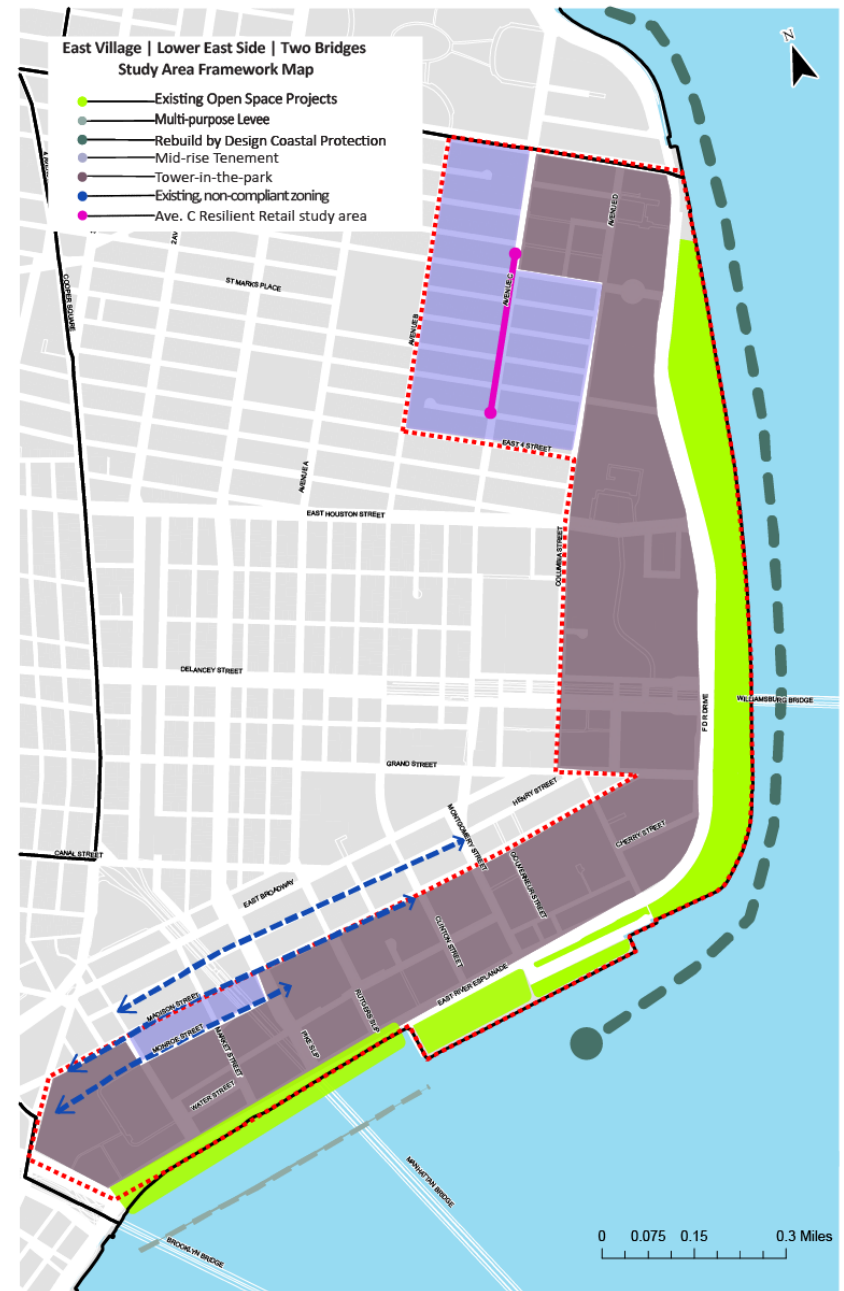 East Village | Lower East Side | Two Bridges
Study Area Framework Map
Existing Open Space Projects
Multi-purpose Levee
Rebuild by Design Coastal Protection
Mid-rise Tenement
Tower-in-the-park
Existing, non-compliant zoning
Ave. C Resilient Retail study area
N
2 AV
AVENUE D
COOPER SQUARE
ST MARKS PLACE
AVENUE C
AVENUE B
EAST 4 STREET
AVENUE A
EAST HOUSTON STREET
COLUMBIA STREET
DELANCEY STREET
F D R DRIVE
WILLIAMSBURG BRIDGE
GRAND STREET
HENRY STREET
MONTGOMERY STREET
CHERRY STREET
CANAL STREET
GOUVERNEUR STREET
EAST BROADWAY
CLINTON STREET
EAST RIVER ESPLANADE
MADISON STREET
RUTGERS SLIP
MONROE STREET
MARKET STREET
PIKE SLIP
WATER STREET
MANHATTAN BRIDGE
BROOKLYN BRIDGE
0 0.075 0.15 0.3 Miles